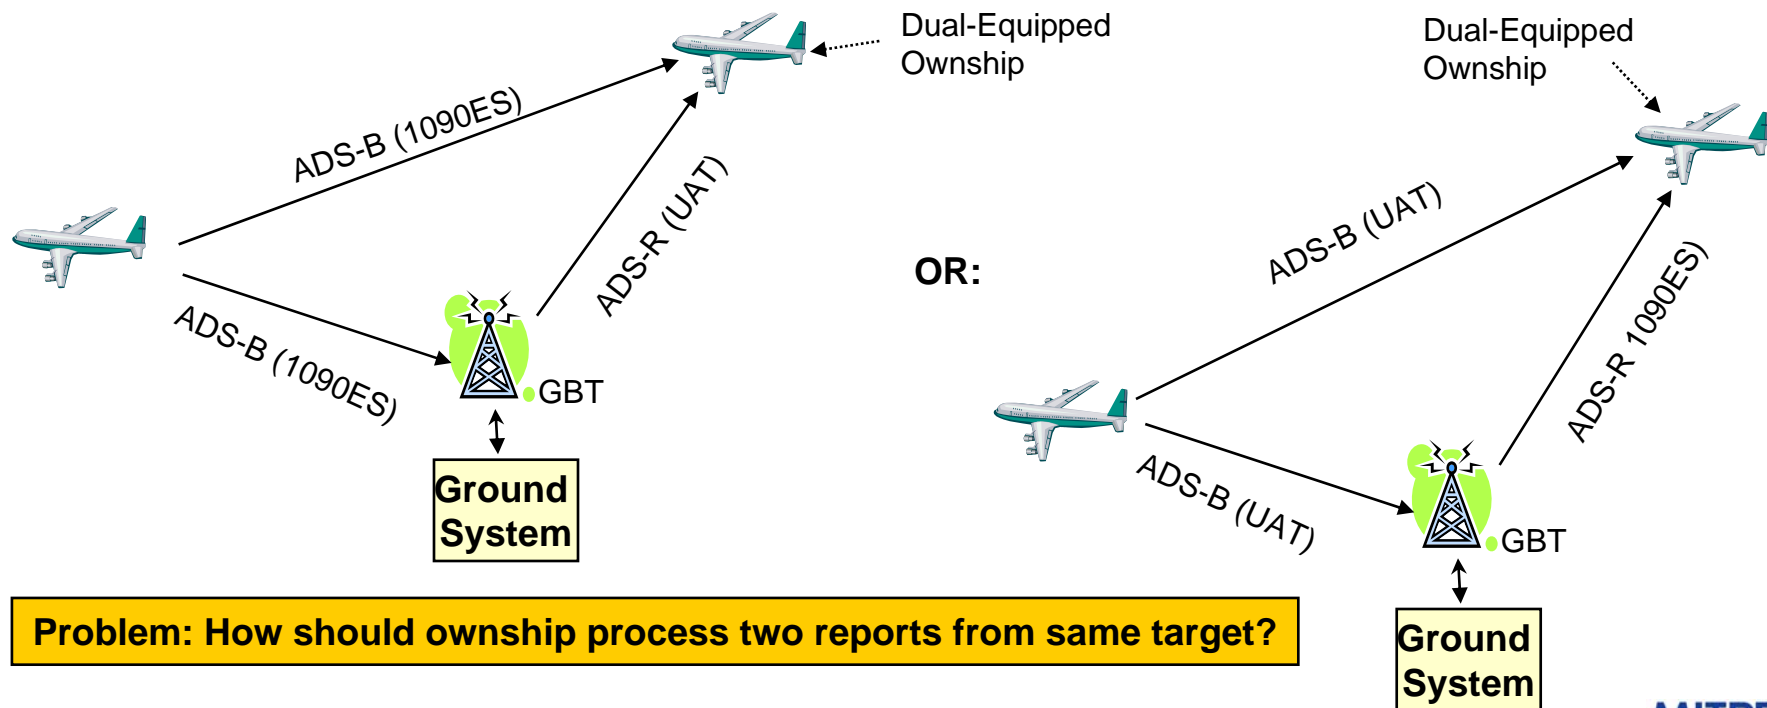 Dual-Equipped
Ownship
ADS-B (1090ES)
ADS-R (UAT)
ADS-B (1090ES)
GBT
Ground
System
OR:
Dual-Equipped
Ownship
ADS-B (UAT)
ADS-R 1090ES)
ADS-B (UAT)
GBT
Ground
System
Problem: How should ownship process two reports from same target?